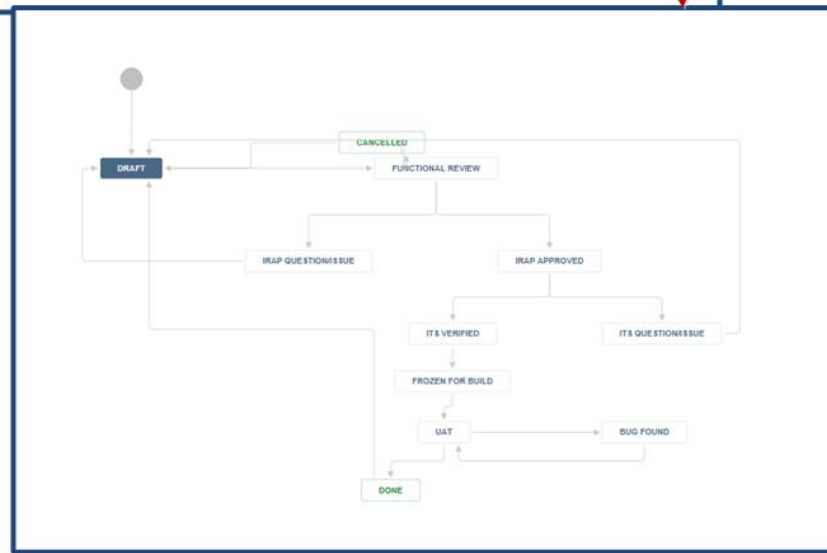 CANCELLED
DRAFT
FUNCTIONAL REVIEW
IRAP QUESTION/ISSUE
IRAP APPROVED
ITS VERIFIED
ITS QUESTION/ISSUE
FROZEN FOR BUILD
UAT
BUG FOUND
DONE